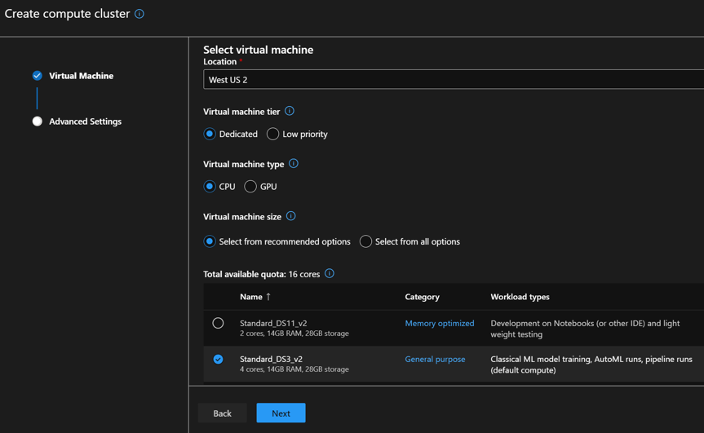 Create compute cluster
Virtual Machine
Advanced Settings
Select virtual machine
Location *
West US 2
Virtual machine tier
Dedicated
Low priority
Virtual machine type
CPU
GPU
Virtual machine size
Select from recommended options
Select from all options
Total available quota: 16 cores
Name ↑
Category
Workload types
Standard_DS11_v2
2 cores, 14GB RAM, 28GB storage
Memory optimized
Development on Notebooks (or other IDE) and light
weight testing
Standard_DS3_v2
4 cores, 14GB RAM, 28GB storage
General purpose
Classical ML model training, AutoML runs, pipeline runs
(default compute)
Back
Next